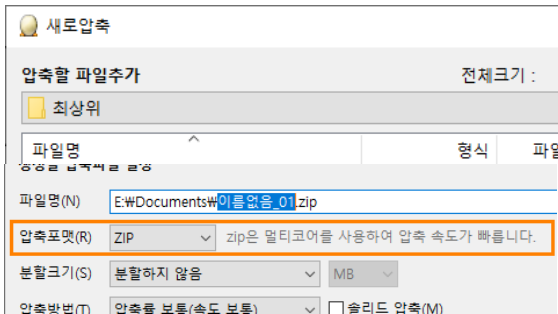 새로압축
압축할 파일추가 전체크기 :
최상위
파일명 형식 파일
파일명(N) E:₩Documents₩이름없음_01.zip
압축포맷(R) ZIP zip은 멀티코어를 사용하여 압축 속도가 빠릅니다.
분할크기(S) 분할하지 않음 MB
압축방법(T) 압축률 보통(속도 보통) 솔리드 압축(M)